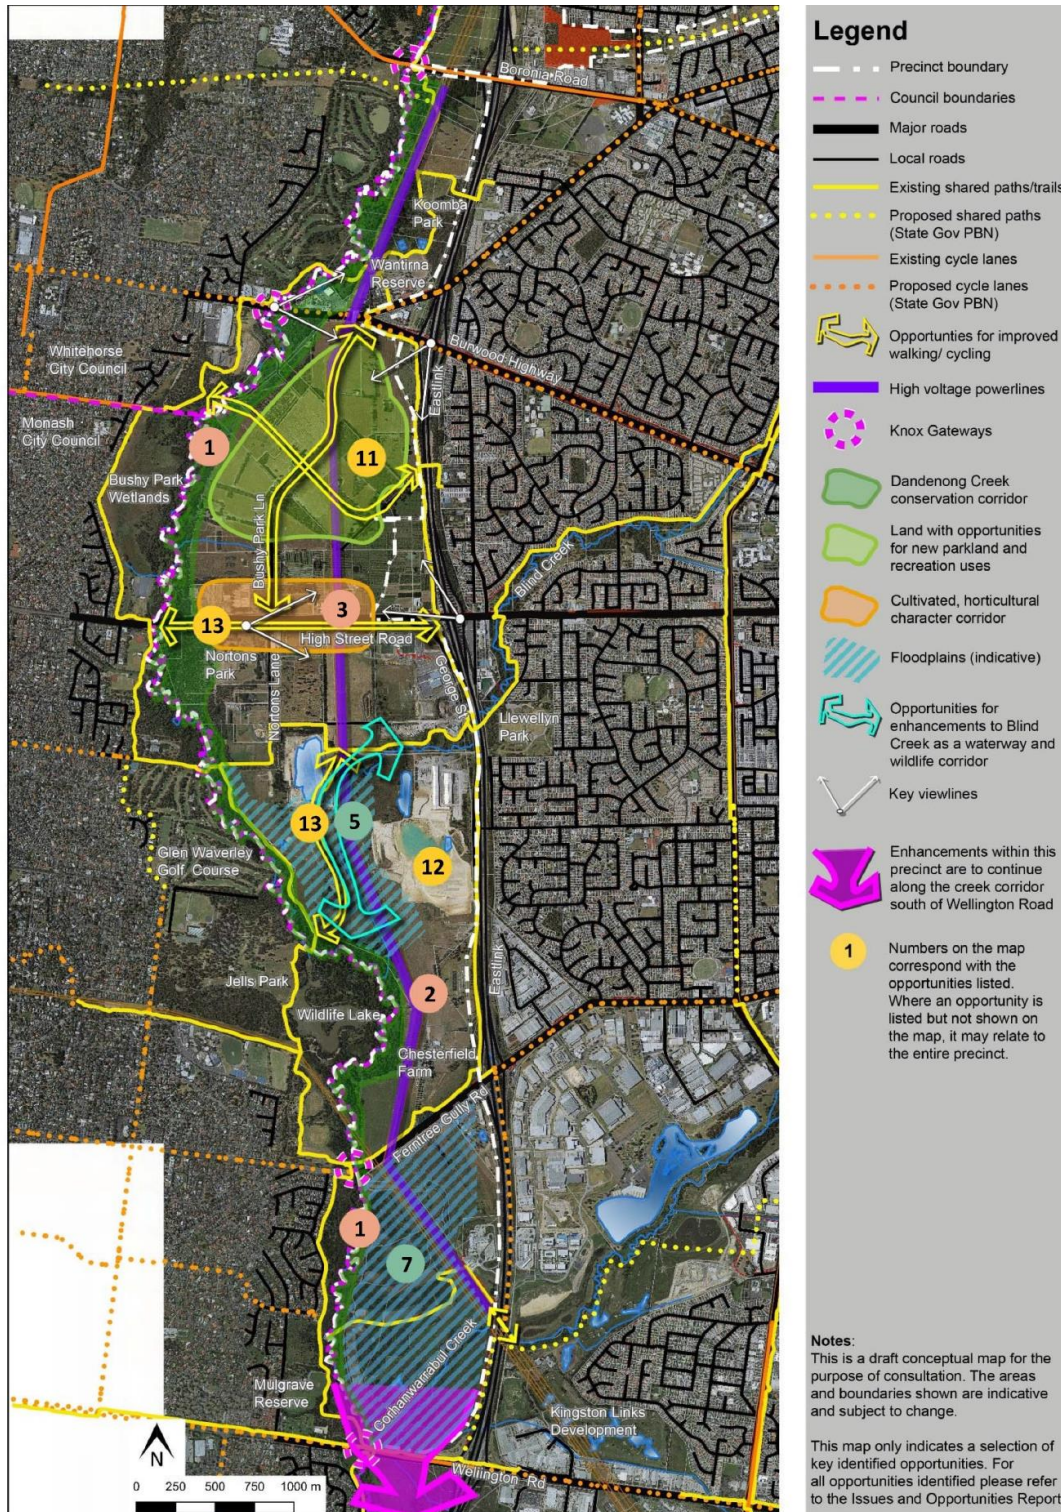 Boronia Road
Koomba
Park
Wantirna
Reserve
Whitehorse
City Council
Burwood Highway
Eastlink
Monash
City Council
1
11
Bushy Park
Wetlands
Bushy Park Ln
Blind Creek
3
13
High Street Road
Nortons
Park
Nortons Lane
George St
Llewellyn
Park
13
5
12
Glen Waverley
Golf Course
Eastlink
Jells Park
2
Wildlife Lake
Chesterfield
Farm
Ferntree Gully Rd
1
7
Corhanwarrabul Creek
Mulgrave
Reserve
Kingston Links
Development
Wellington Rd
N
0 250 500 750 1000 m
Legend
Precinct boundary
Council boundaries
Major roads
Local roads
Existing shared paths/trails
Proposed shared paths
(State Gov PBN)
Existing cycle lanes
Proposed cycle lanes
(State Gov PBN)
Opportunties for improved
walking/ cycling
High voltage powerlines
Knox Gateways
Dandenong Creek
conservation corridor
Land with opportunities
for new parkland and
recreation uses
Cultivated, horticultural
character corridor
Floodplains (indicative)
Opportunities for
enhancements to Blind
Creek as a waterway and
wildlife corridor
Key viewlines
Enhancements within this
precinct are to continue
along the creek corridor
south of Wellington Road
1
Numbers on the map
correspond with the
opportunities listed.
Where an opportunity is
listed but not shown on
the map, it may relate to
the entire precinct.
Notes:
This is a draft conceptual map for the
purpose of consultation. The areas
and boundaries shown are indicative
and subject to change.
This map only indicates a selection of
key identified opportunities. For
all opportunities identified please refer
to the Issues and Opportunities Report